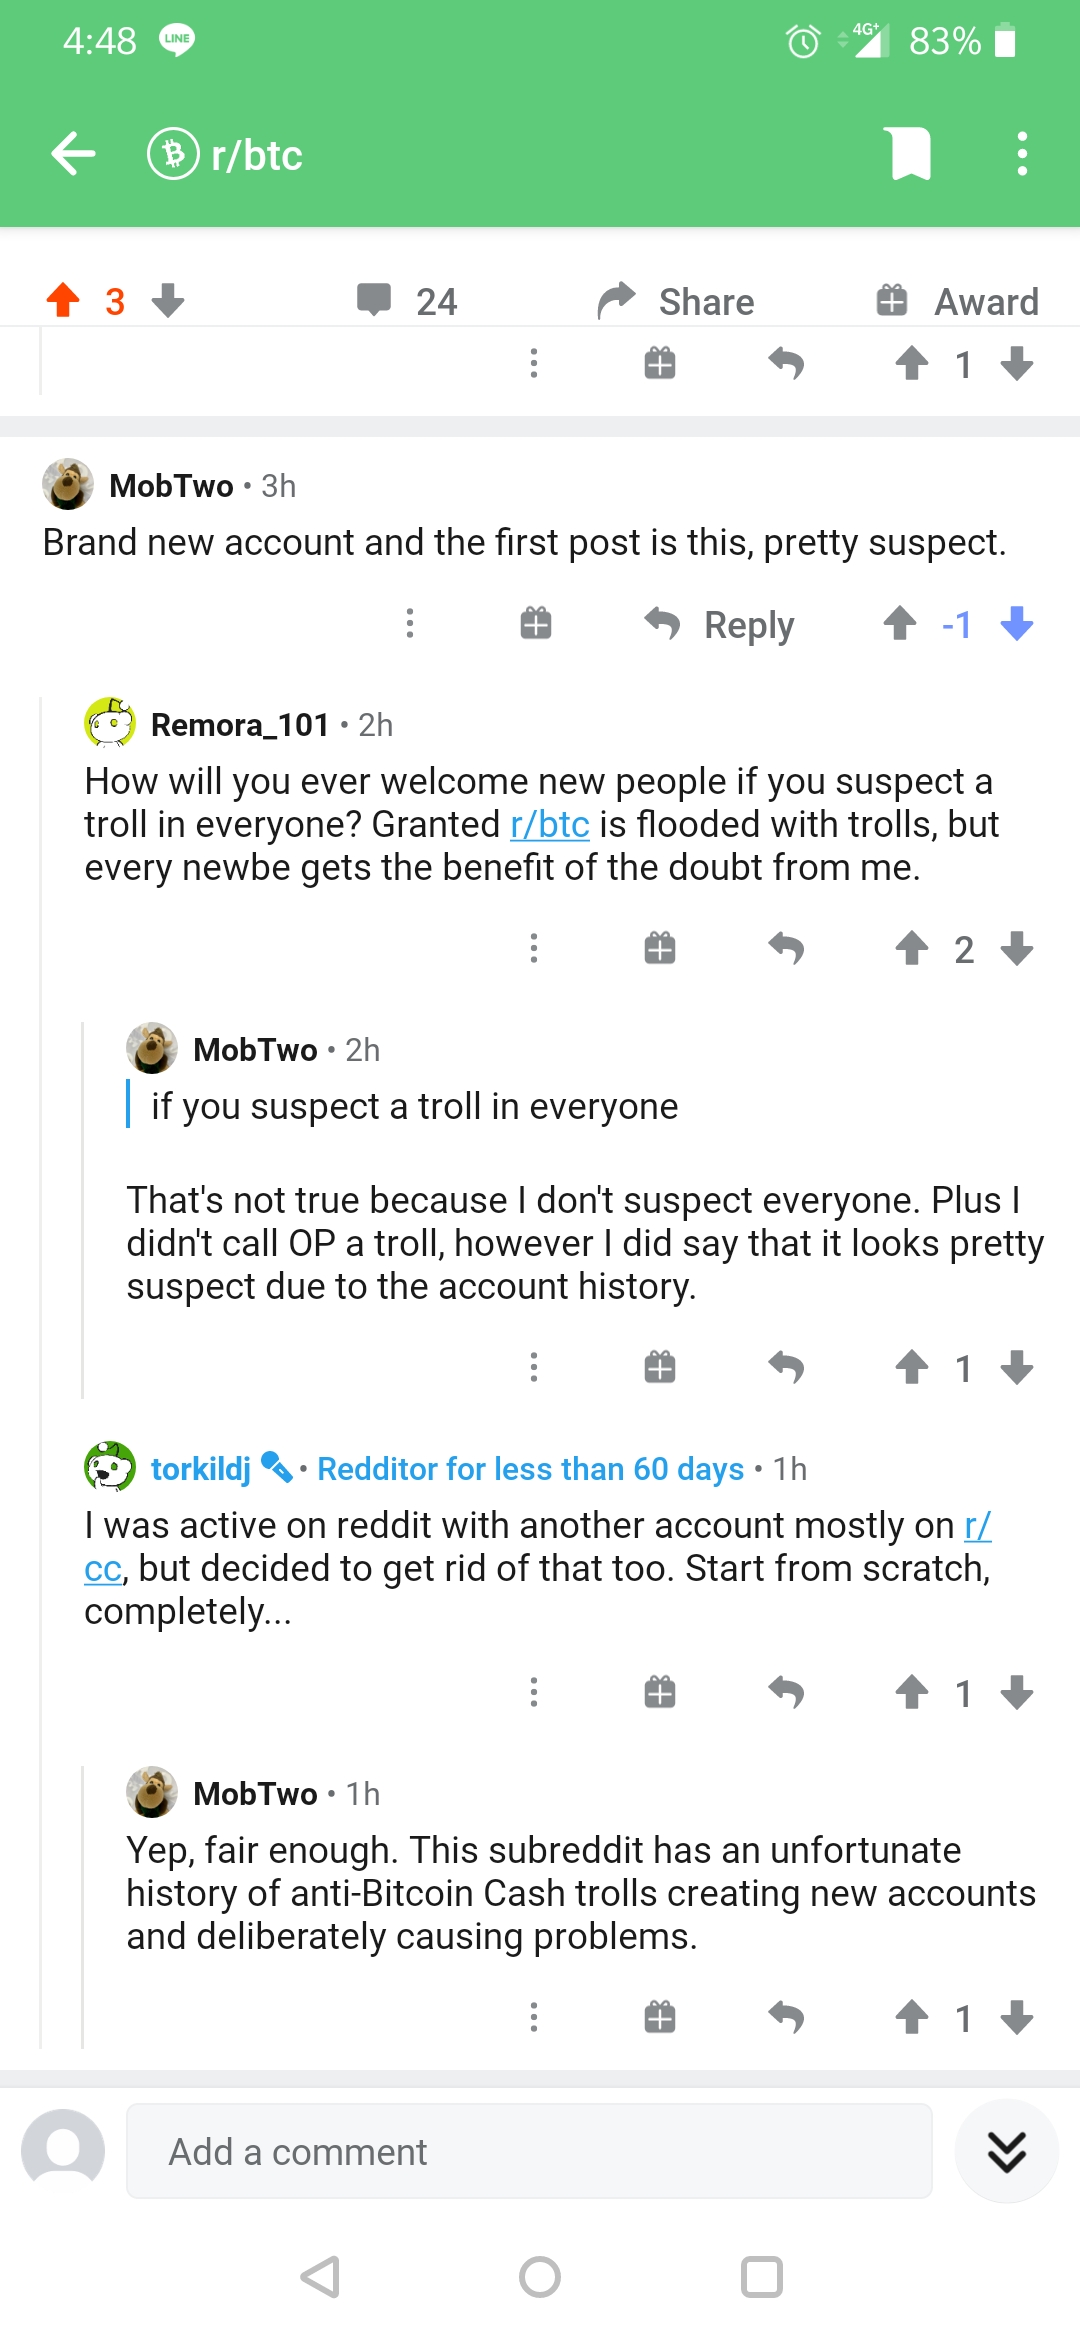 4:48 LINE 4G+ 83%
r/btc
3 24 Share Award
1
MobTwo • 3h
Brand new account and the first post is this, pretty suspect.
Reply -1
Remora_101 • 2h
How will you ever welcome new people if you suspect a
troll in everyone? Granted r/btc is flooded with trolls, but
every newbe gets the benefit of the doubt from me.
2
MobTwo • 2h
if you suspect a troll in everyone
That's not true because I don't suspect everyone. Plus I
didn't call OP a troll, however I did say that it looks pretty
suspect due to the account history.
1
torkildj • Redditor for less than 60 days • 1h
I was active on reddit with another account mostly on r/
cc, but decided to get rid of that too. Start from scratch,
completely...
1
MobTwo • 1h
Yep, fair enough. This subreddit has an unfortunate
history of anti-Bitcoin Cash trolls creating new accounts
and deliberately causing problems.
1
Add a comment